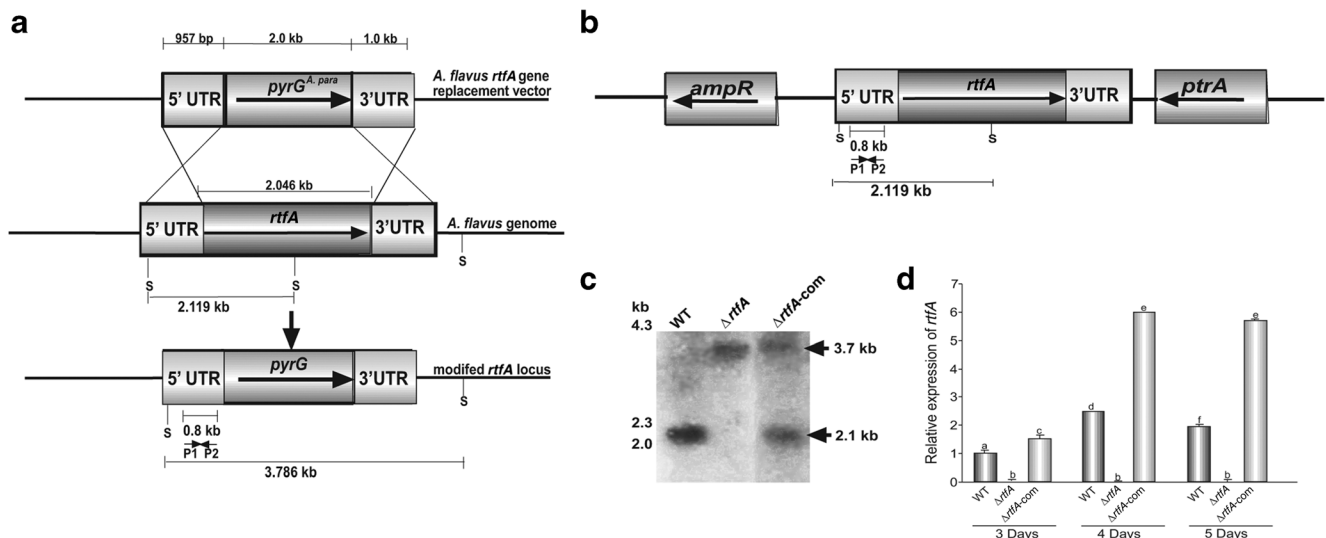 a
957 bp 2.0 kb 1.0 kb
5' UTR pyrG A. para 3'UTR
A. flavus rtfA gene
replacement vector
2.046 kb
5' UTR rtfA 3'UTR
A. flavus genome
S S S
2.119 kb
5' UTR pyrG 3'UTR
modifed rtfA locus
S S
0.8 kb
P1 P2
3.786 kb
b
ampR 5' UTR rtfA 3'UTR ptrA
S S
0.8 kb
P1 P2
2.119 kb
c
kb WT ΔrtfA ΔrtfA-com
4.3
3.7 kb
2.3
2.0
2.1 kb
d
Relative expression of rtfA
7
6
5
4
3
2
1
0
a b c d b e f b e
WT ΔrtfA ΔrtfA-com WT ΔrtfA ΔrtfA-com WT ΔrtfA ΔrtfA-com
3 Days 4 Days 5 Days